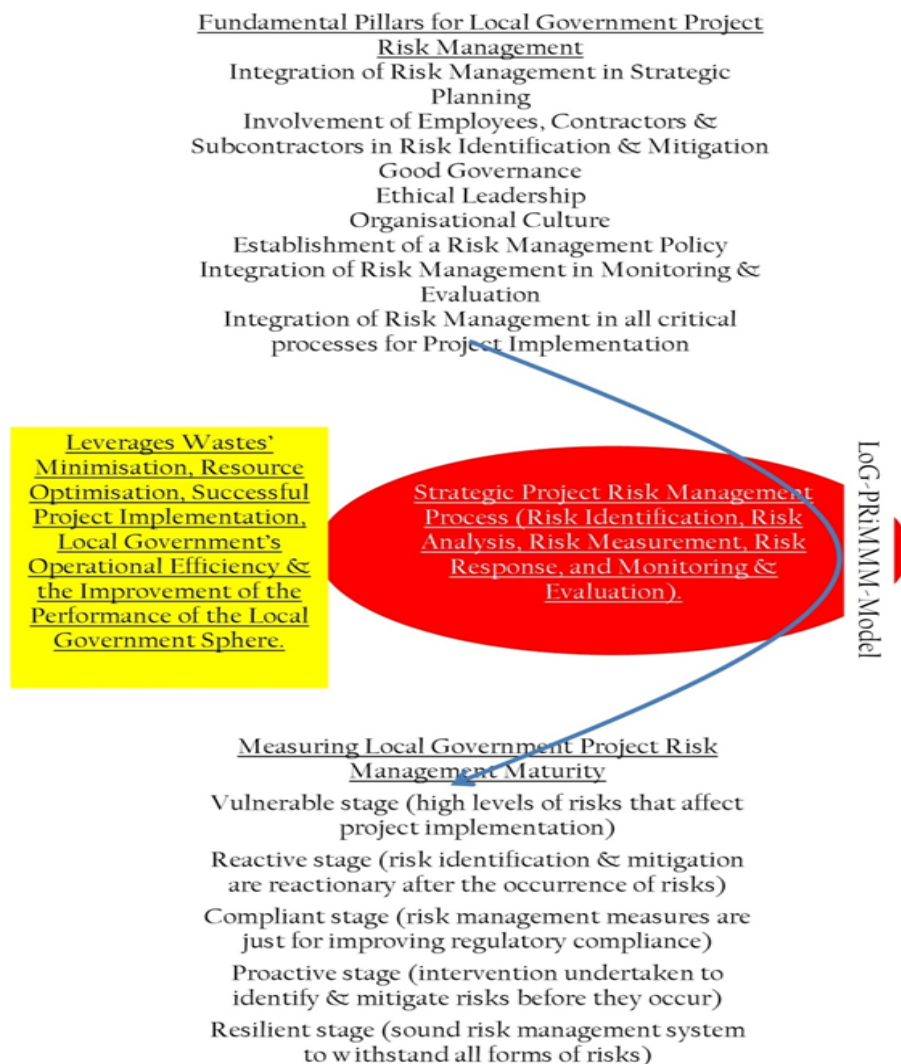 Fundamental Pillars for Local Government Project
Risk Management
Integration of Risk Management in Strategic
Planning
Involvement of Employees, Contractors &
Subcontractors in Risk Identification & Mitigation
Good Governance
Ethical Leadership
Organisational Culture
Establishment of a Risk Management Policy
Integration of Risk Management in Monitoring &
Evaluation
Integration of Risk Management in all critical
processes for Project Implementation
Leverages Wastes'
Minimisation, Resource
Optimisation, Successful
Project Implementation,
Local Government's
Operational Efficiency &
the Improvement of the
Performance of the Local
Government Sphere.
Strategic Project Risk Management
Process (Risk Identification, Risk
Analysis, Risk Measurement, Risk
Response, and Monitoring &
Evaluation).
LoG-PRiMMM-Model
Measuring Local Government Project Risk
Management Maturity
Vulnerable stage (high levels of risks that affect
project implementation)
Reactive stage (risk identification & mitigation
are reactionary after the occurrence of risks)
Compliant stage (risk management measures are
just for improving regulatory compliance)
Proactive stage (intervention undertaken to
identify & mitigate risks before they occur)
Resilient stage (sound risk management system
to withstand all forms of risks)